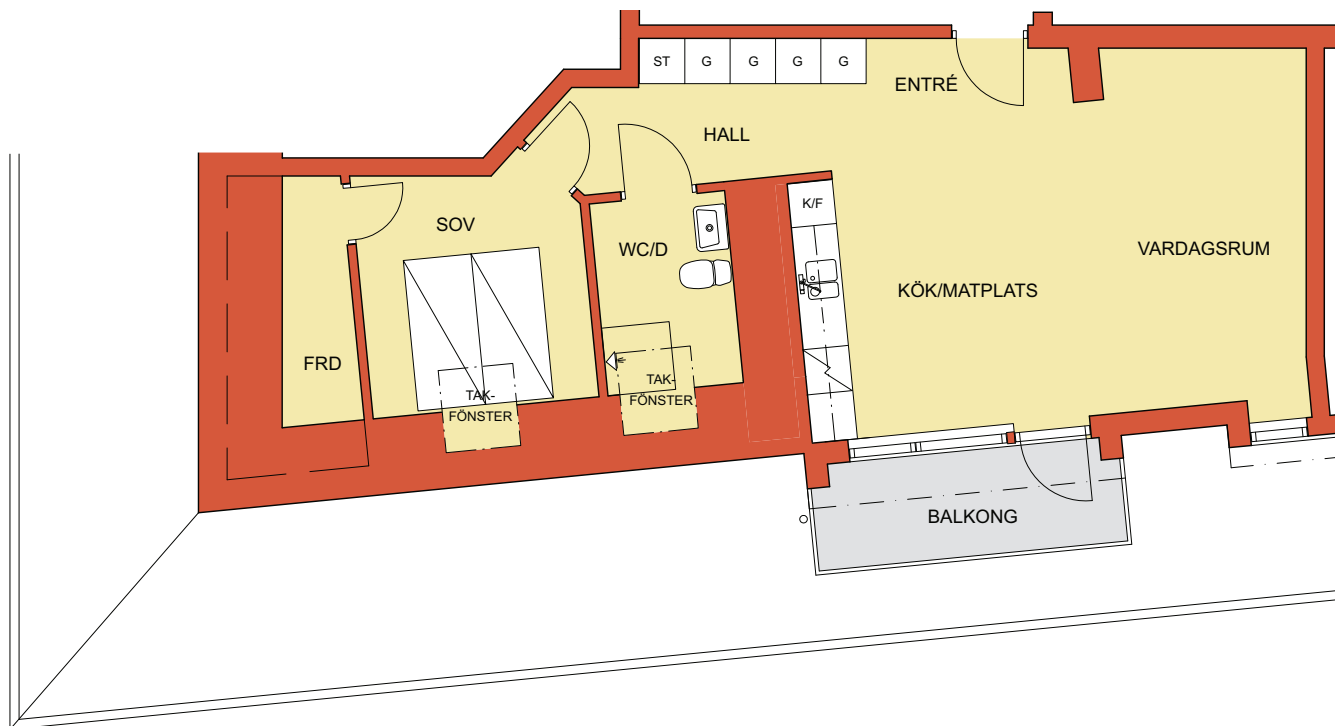 ST
G
G
G
G
ENTRÉ
HALL
K/F
SOV
WC/D
VARDAGSRUM
KÖK/MATPLATS
FRD
TAK-
FÖNSTER
TAK-
FÖNSTER
BALKONG